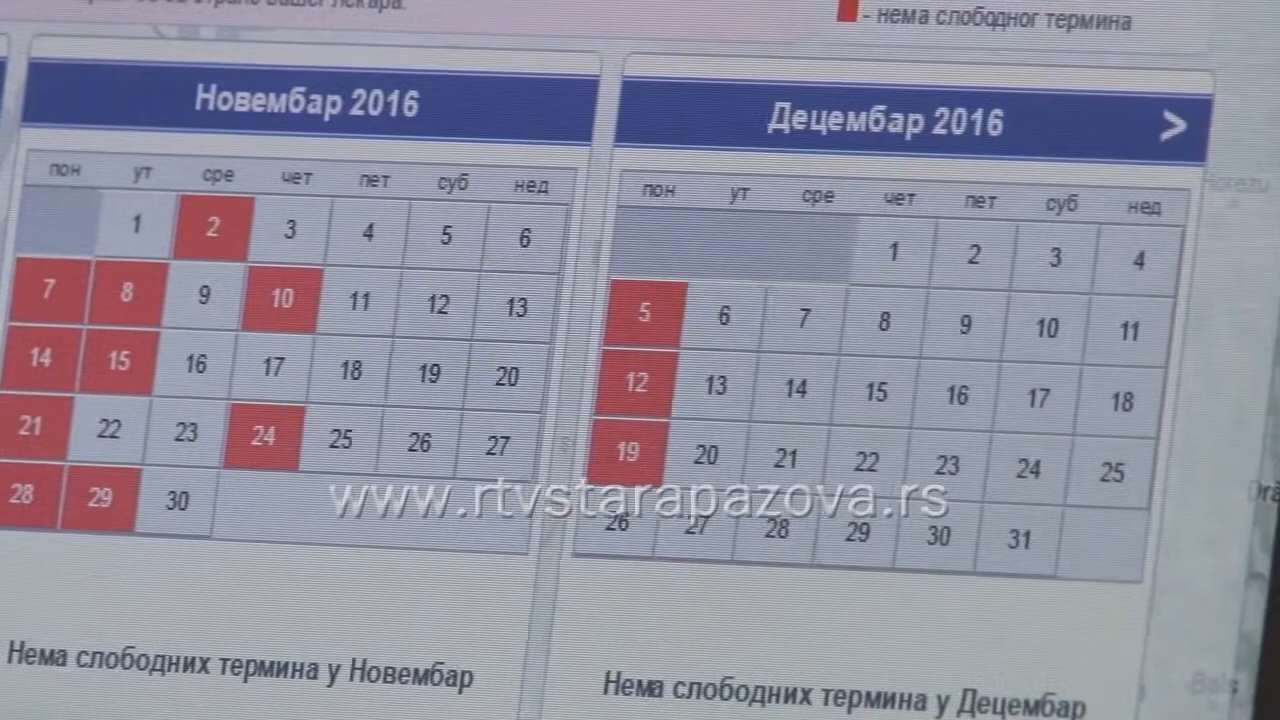 - нема слободног термина
Новембар 2016
пон ут сре чет пет суб нед
1 2 3 4 5 6
7 8 9 10 11 12 13
14 15 16 17 18 19 20
21 22 23 24 25 26 27
28 29 30
Нема слободних термина у Новембар
Децембар 2016 >
пон ут сре чет пет суб нед
1 2 3 4
5 6 7 8 9 10 11
12 13 14 15 16 17 18
19 20 21 22 23 24 25
26 27 28 29 30 31
Нема слободних термина у Децембар
www.rtvstarapazova.rs